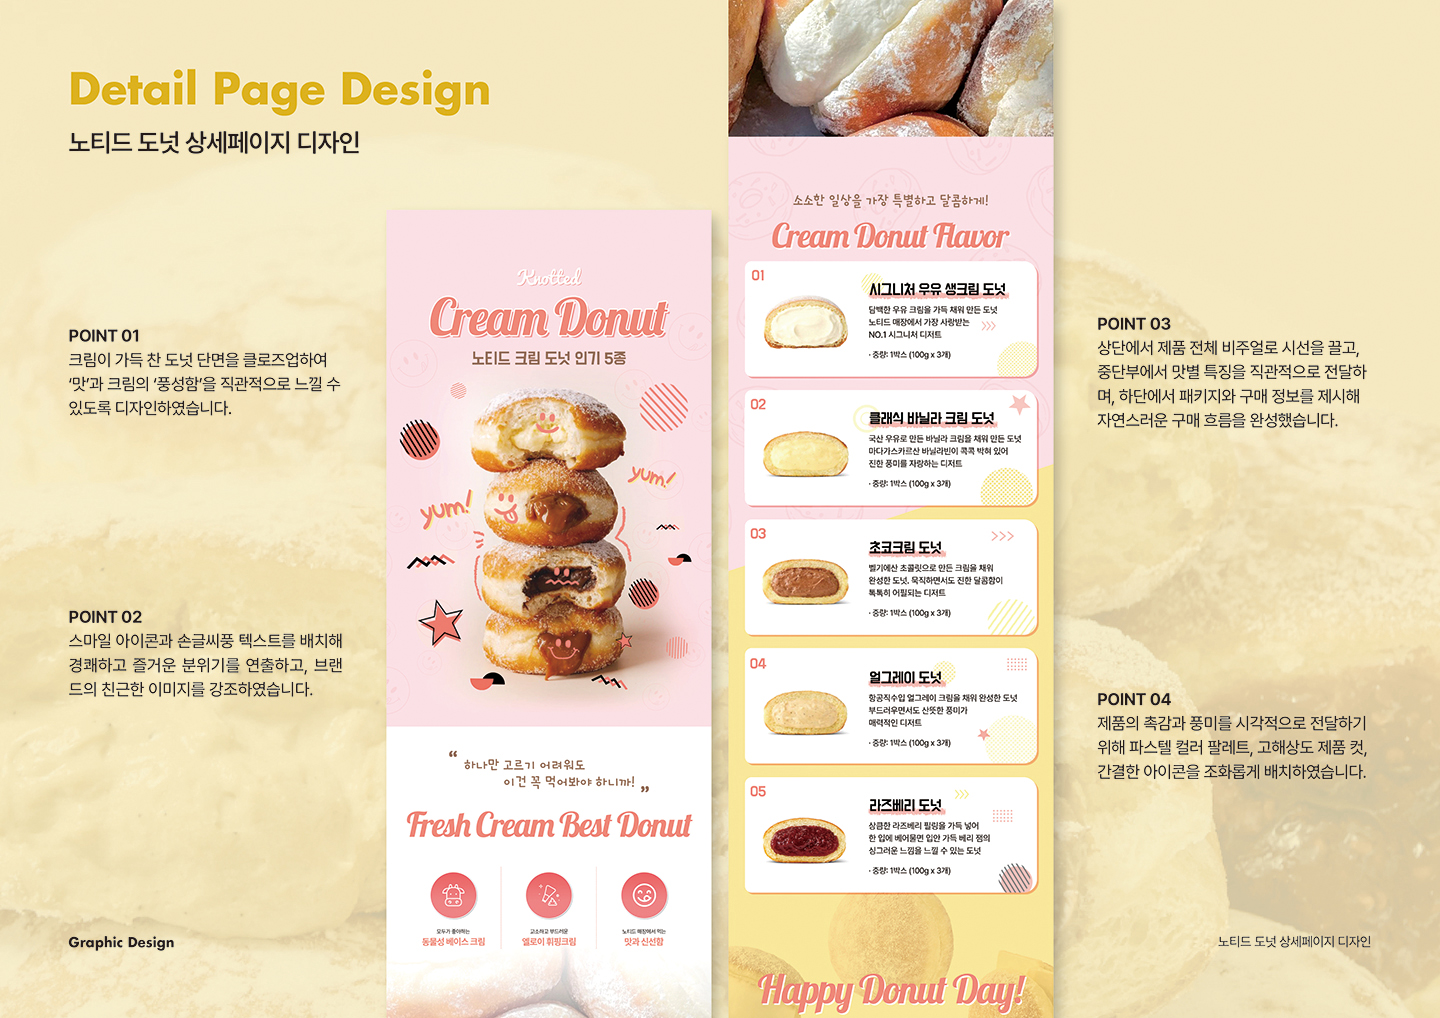 Detail Page Design
노티드 도넛 상세페이지 디자인
POINT 01
크림이 가득 찬 도넛 단면을 클로즈업하여
‘맛’과 크림의 ‘풍성함’을 직관적으로 느낄 수
있도록 디자인하였습니다.
POINT 02
스마일 아이콘과 손글씨풍 텍스트를 배치해
경쾌하고 즐거운 분위기를 연출하고, 브랜
드의 친근한 이미지를 강조하였습니다.
Graphic Design
Knotted
Cream Donut
노티드 크림 도넛 인기 5종
yum!
yum!
“ 하나만 고르기 어려워도
이건 꼭 먹어봐야 하니까! ”
Fresh Cream Best Donut
모두가 좋아하는
동물성 베이스 크림
고소하고 부드러운
엘로이 휘핑크림
노티드 매장에서 먹는
맛과 신선함
소소한 일상을 가장 특별하고 달콤하게!
Cream Donut Flavor
01
시그니처 우유 생크림 도넛
담백한 우유 크림을 가득 채워 만든 도넛
노티드 매장에서 가장 사랑받는
NO.1 시그니처 디저트
· 중량: 1박스 (100g x 3개)
02
클래식 바닐라 크림 도넛
국산 우유로 만든 바닐라 크림을 채워 만든 도넛
마다가스카르산 바닐라빈이 콕콕 박혀 있어
진한 풍미를 자랑하는 디저트
· 중량: 1박스 (100g x 3개)
03
초코크림 도넛
벨기에산 초콜릿으로 만든 크림을 채워
완성한 도넛. 묵직하면서도 진한 달콤함이
톡톡히 어필되는 디저트
· 중량: 1박스 (100g x 3개)
04
얼그레이 도넛
항공직수입 얼그레이 크림을 채워 완성한 도넛
부드러우면서도 산뜻한 풍미가
매력적인 디저트
· 중량: 1박스 (100g x 3개)
05
라즈베리 도넛
상큼한 라즈베리 필링을 가득 넣어
한 입에 베어물면 입안 가득 베리 잼의
싱그러운 느낌을 느낄 수 있는 도넛
· 중량: 1박스 (100g x 3개)
Happy Donut Day!
POINT 03
상단에서 제품 전체 비주얼로 시선을 끌고,
중단부에서 맛별 특징을 직관적으로 전달하
며, 하단에서 패키지와 구매 정보를 제시해
자연스러운 구매 흐름을 완성했습니다.
POINT 04
제품의 촉감과 풍미를 시각적으로 전달하기
위해 파스텔 컬러 팔레트, 고해상도 제품 컷,
간결한 아이콘을 조화롭게 배치하였습니다.
노티드 도넛 상세페이지 디자인